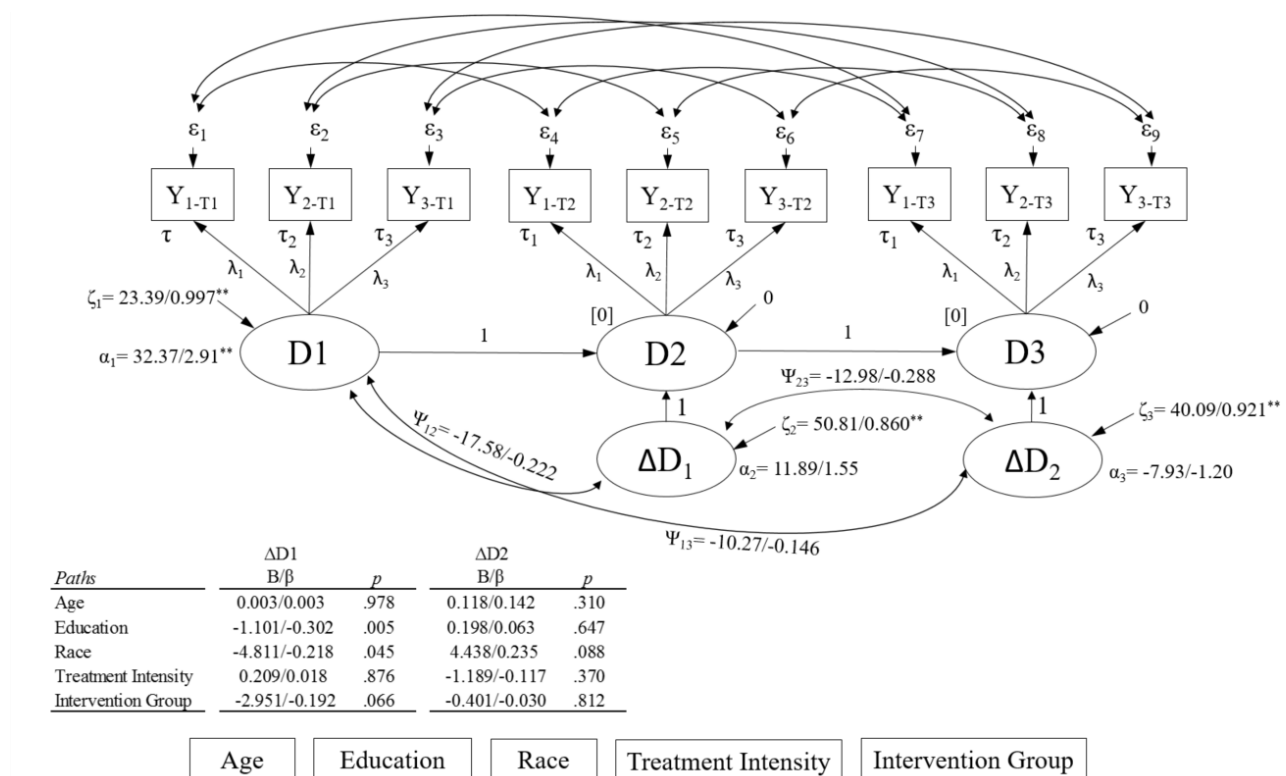 ε1 ε2 ε3 ε4 ε5 ε6 ε7 ε8 ε9
Y1-T1 Y2-T1 Y3-T1 Y1-T2 Y2-T2 Y3-T2 Y1-T3 Y2-T3 Y3-T3
τ τ2 τ3 τ1 τ2 τ3 τ1 τ2 τ3
λ1 λ2 λ3 λ1 λ2 λ3 λ1 λ2 λ3
ζ1= 23.39/0.997** [0] 0 [0] 0
α1= 32.37/2.91** D1 1 D2 1 D3
Ψ23= -12.98/-0.288
Ψ12= -17.58/-0.222
1 1
ζ2= 50.81/0.860** ζ3= 40.09/0.921**
ΔD1 α2= 11.89/1.55 ΔD2 α3= -7.93/-1.20
Ψ13= -10.27/-0.146
ΔD1 ΔD2
Paths B/β p B/β p
Age 0.003/0.003 .978 0.118/0.142 .310
Education -1.101/-0.302 .005 0.198/0.063 .647
Race -4.811/-0.218 .045 4.438/0.235 .088
Treatment Intensity 0.209/0.018 .876 -1.189/-0.117 .370
Intervention Group -2.951/-0.192 .066 -0.401/-0.030 .812
Age Education Race Treatment Intensity Intervention Group